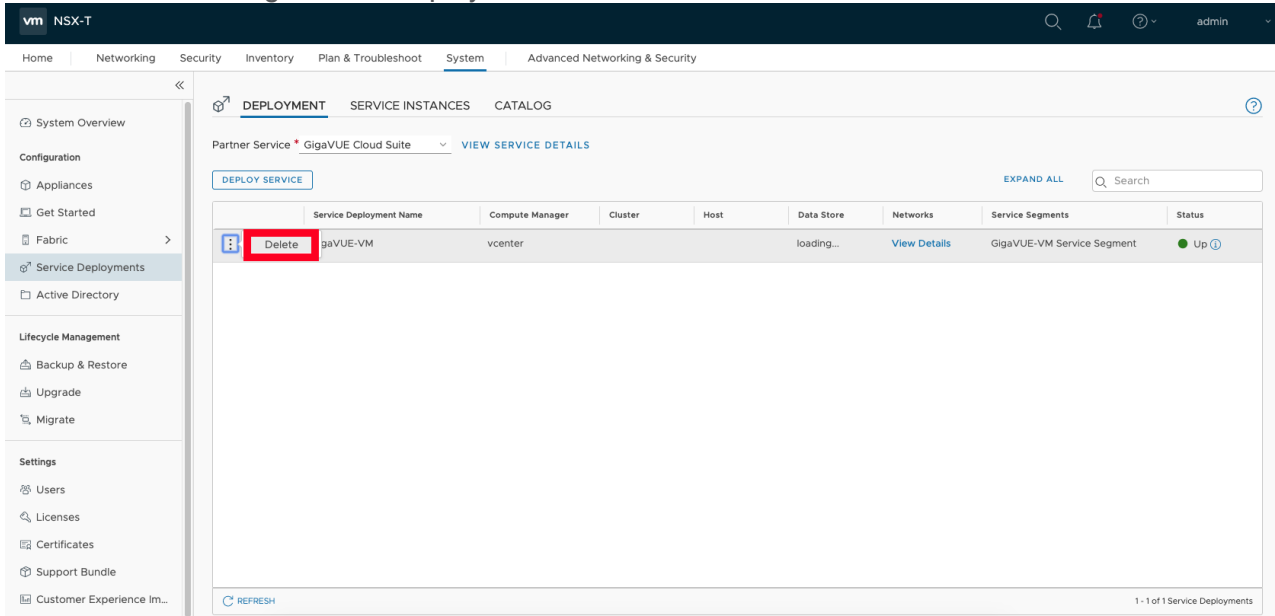 vm NSX-T
admin
Home Networking Security Inventory Plan & Troubleshoot System Advanced Networking & Security
DEPLOYMENT SERVICE INSTANCES CATALOG
System Overview
Partner Service * GigaVUE Cloud Suite VIEW SERVICE DETAILS
Configuration
Appliances
DEPLOY SERVICE EXPAND ALL Search
Get Started
Service Deployment Name Compute Manager Cluster Host Data Store Networks Service Segments Status
Fabric
Delete gaVUE-VM vcenter loading... View Details GigaVUE-VM Service Segment Up
Service Deployments
Active Directory
Lifecycle Management
Backup & Restore
Upgrade
Migrate
Settings
Users
Licenses
Certificates
Support Bundle
Customer Experience Im...
REFRESH 1 - 1 of 1 Service Deployments